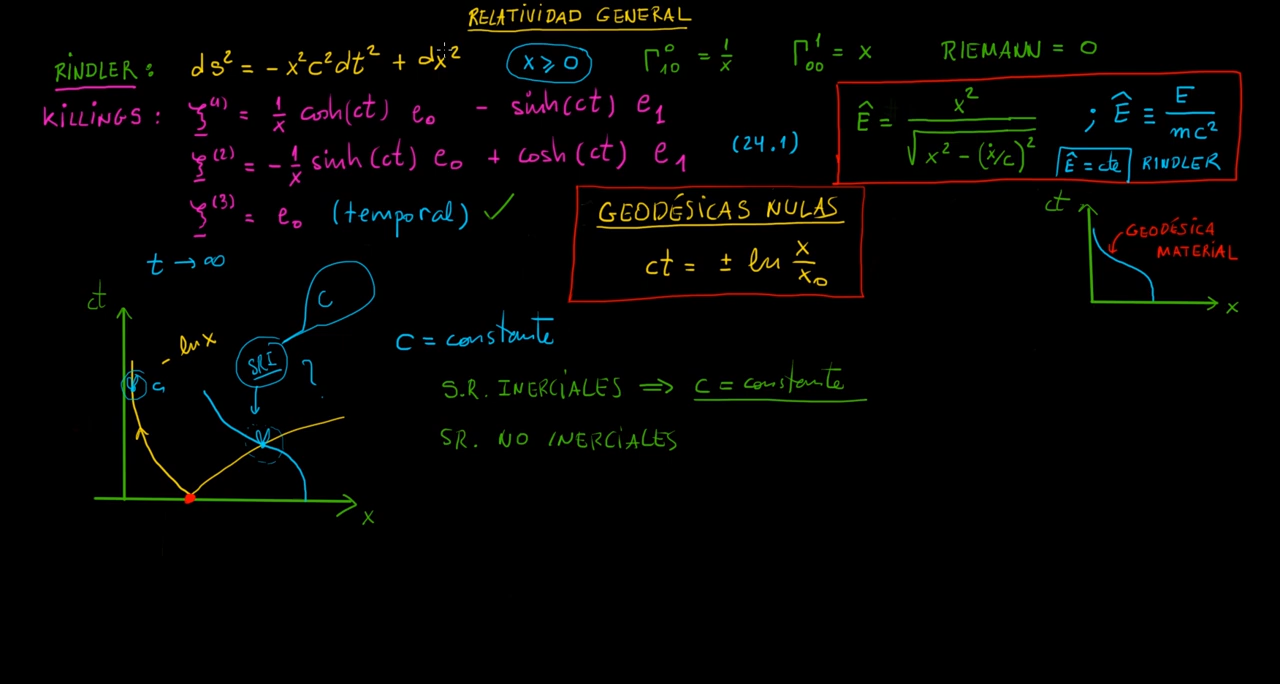 RELATIVIDAD GENERAL
RINDLER: ds² = - x²c²dt² + dx² x ⩾ 0 Γ⁰₁₀ = 1/x Γ¹₀₀ = x RIEMANN = 0
KILLINGS: ξ⁽¹⁾ = 1/x cosh(ct) e₀ - sinh(ct) e₁
ξ⁽²⁾ = - 1/x sinh(ct) e₀ + cosh(ct) e₁ (24.1)
ξ⁽³⁾ = e₀ (temporal) ✓
Ê = x²/√(x² - (ẋ/c)²) ; Ê ≡ E/mc²
Ê = cte RINDLER
GEODÉSICAS NULAS
ct = ± ln x/x₀
ct
GEODÉSICA
MATERIAL
x
t → ∞
ct
- ln x
C
SRI ?
x
C = constante
S.R. INERCIALES ⟹ C = constante
SR. NO INERCIALES